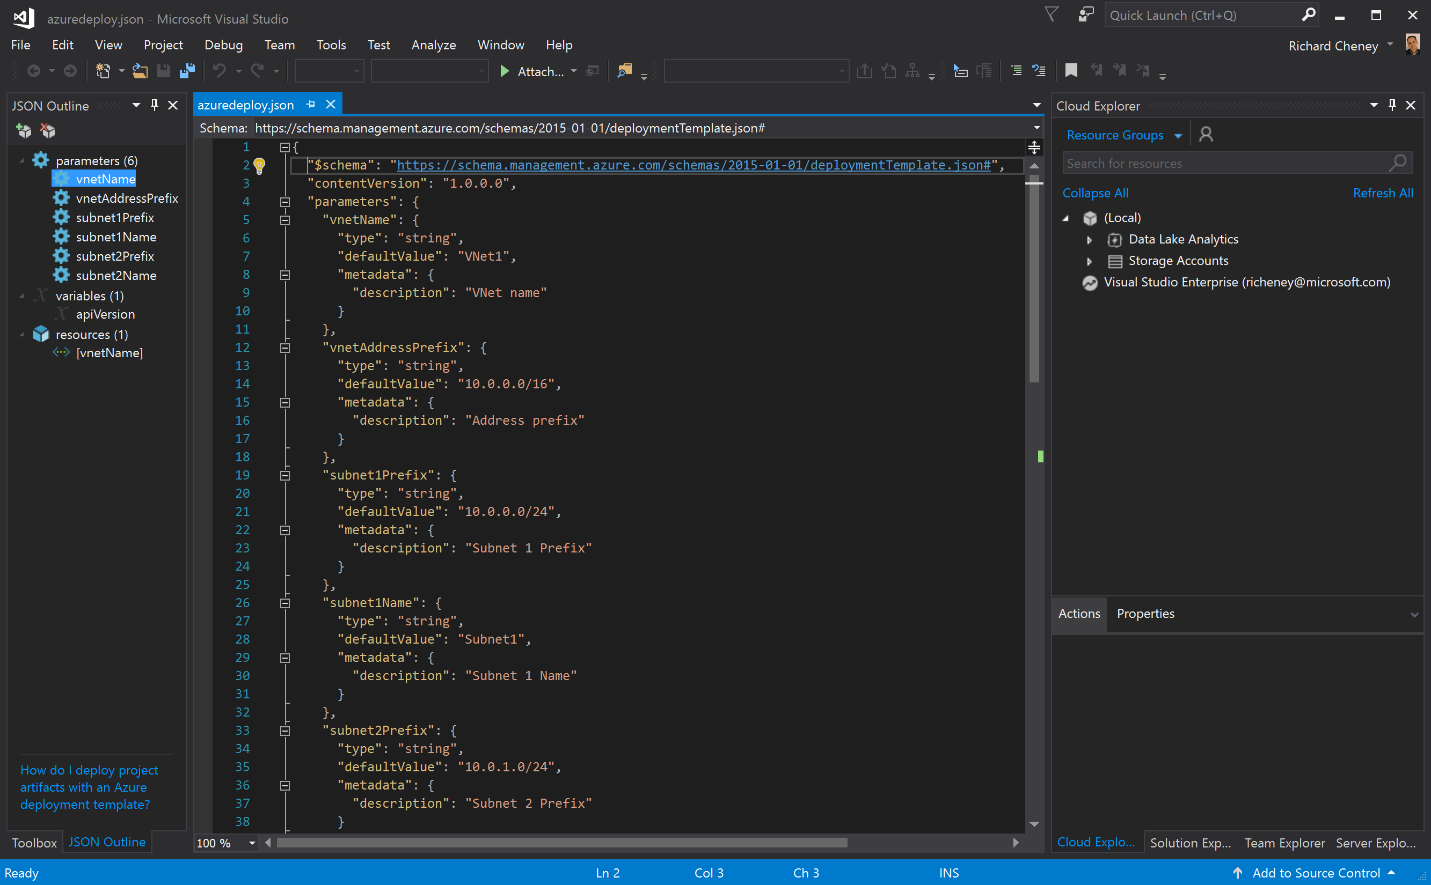 azuredeploy.json - Microsoft Visual Studio
Quick Launch (Ctrl+Q)
File Edit View Project Debug Team Tools Test Analyze Window Help
Richard Cheney
Attach...
JSON Outline
parameters (6)
vnetName
vnetAddressPrefix
subnet1Prefix
subnet1Name
subnet2Prefix
subnet2Name
variables (1)
apiVersion
resources (1)
[vnetName]
How do I deploy project
artifacts with an Azure
deployment template?
Toolbox JSON Outline
azuredeploy.json
Schema: https://schema.management.azure.com/schemas/2015-01-01/deploymentTemplate.json#
1 {
2 "$schema": "https://schema.management.azure.com/schemas/2015-01-01/deploymentTemplate.json#",
3 "contentVersion": "1.0.0.0",
4 "parameters": {
5 "vnetName": {
6 "type": "string",
7 "defaultValue": "VNet1",
8 "metadata": {
9 "description": "VNet name"
10 }
11 },
12 "vnetAddressPrefix": {
13 "type": "string",
14 "defaultValue": "10.0.0.0/16",
15 "metadata": {
16 "description": "Address prefix"
17 }
18 },
19 "subnet1Prefix": {
20 "type": "string",
21 "defaultValue": "10.0.0.0/24",
22 "metadata": {
23 "description": "Subnet 1 Prefix"
24 }
25 },
26 "subnet1Name": {
27 "type": "string",
28 "defaultValue": "Subnet1",
29 "metadata": {
30 "description": "Subnet 1 Name"
31 }
32 },
33 "subnet2Prefix": {
34 "type": "string",
35 "defaultValue": "10.0.1.0/24",
36 "metadata": {
37 "description": "Subnet 2 Prefix"
38 }
100 %
Cloud Explorer
Resource Groups
Search for resources
Collapse All Refresh All
(Local)
Data Lake Analytics
Storage Accounts
Visual Studio Enterprise (richeney@microsoft.com)
Actions Properties
Cloud Explo... Solution Exp... Team Explorer Server Explo...
Ready Ln 2 Col 3 Ch 3 INS Add to Source Control